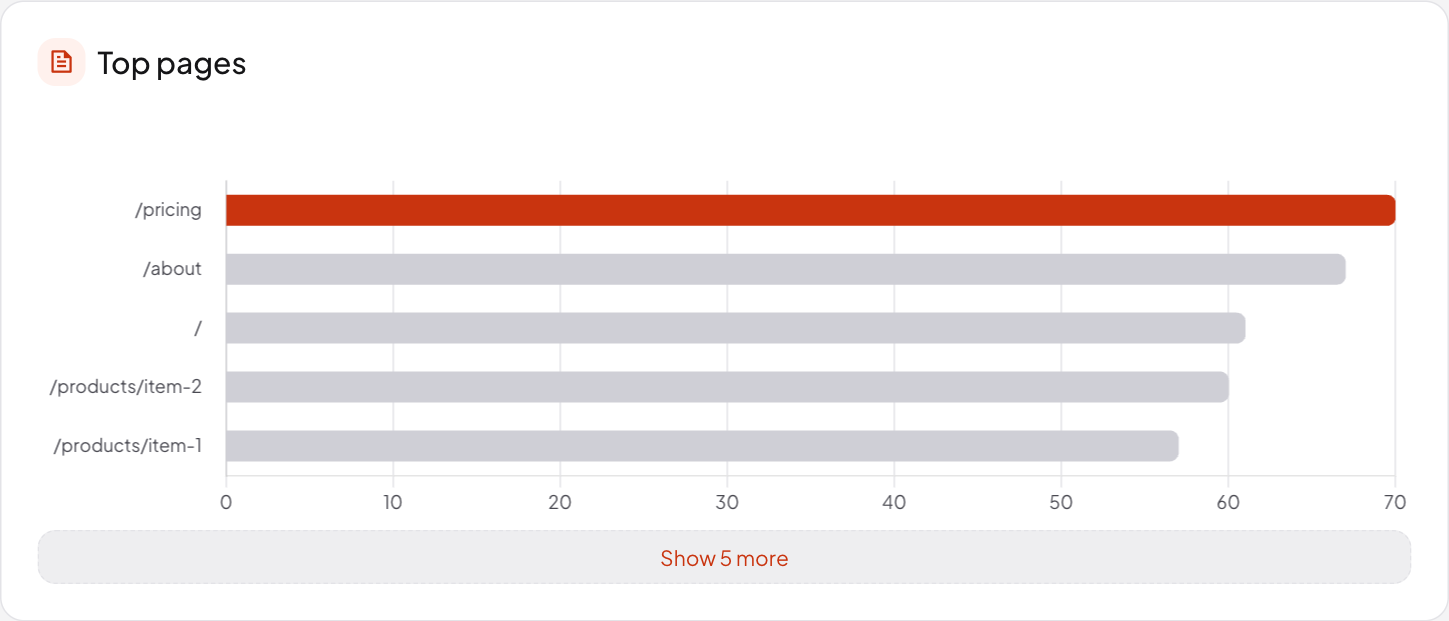 Top pages
/pricing
/about
/
/products/item-2
/products/item-1
0 10 20 30 40 50 60 70
Show 5 more